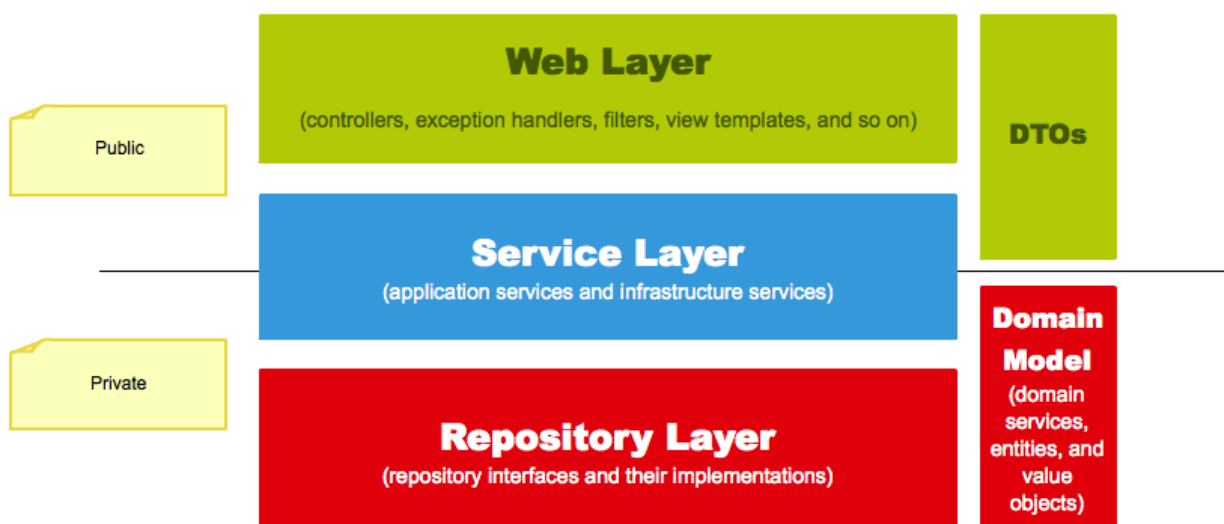 Web Layer
(controllers, exception handlers, filters, view templates, and so on)
DTOs
Public
Service Layer
(application services and infrastructure services)
Private
Domain
Model
(domain
services,
entities, and
value
objects)
Repository Layer
(repository interfaces and their implementations)